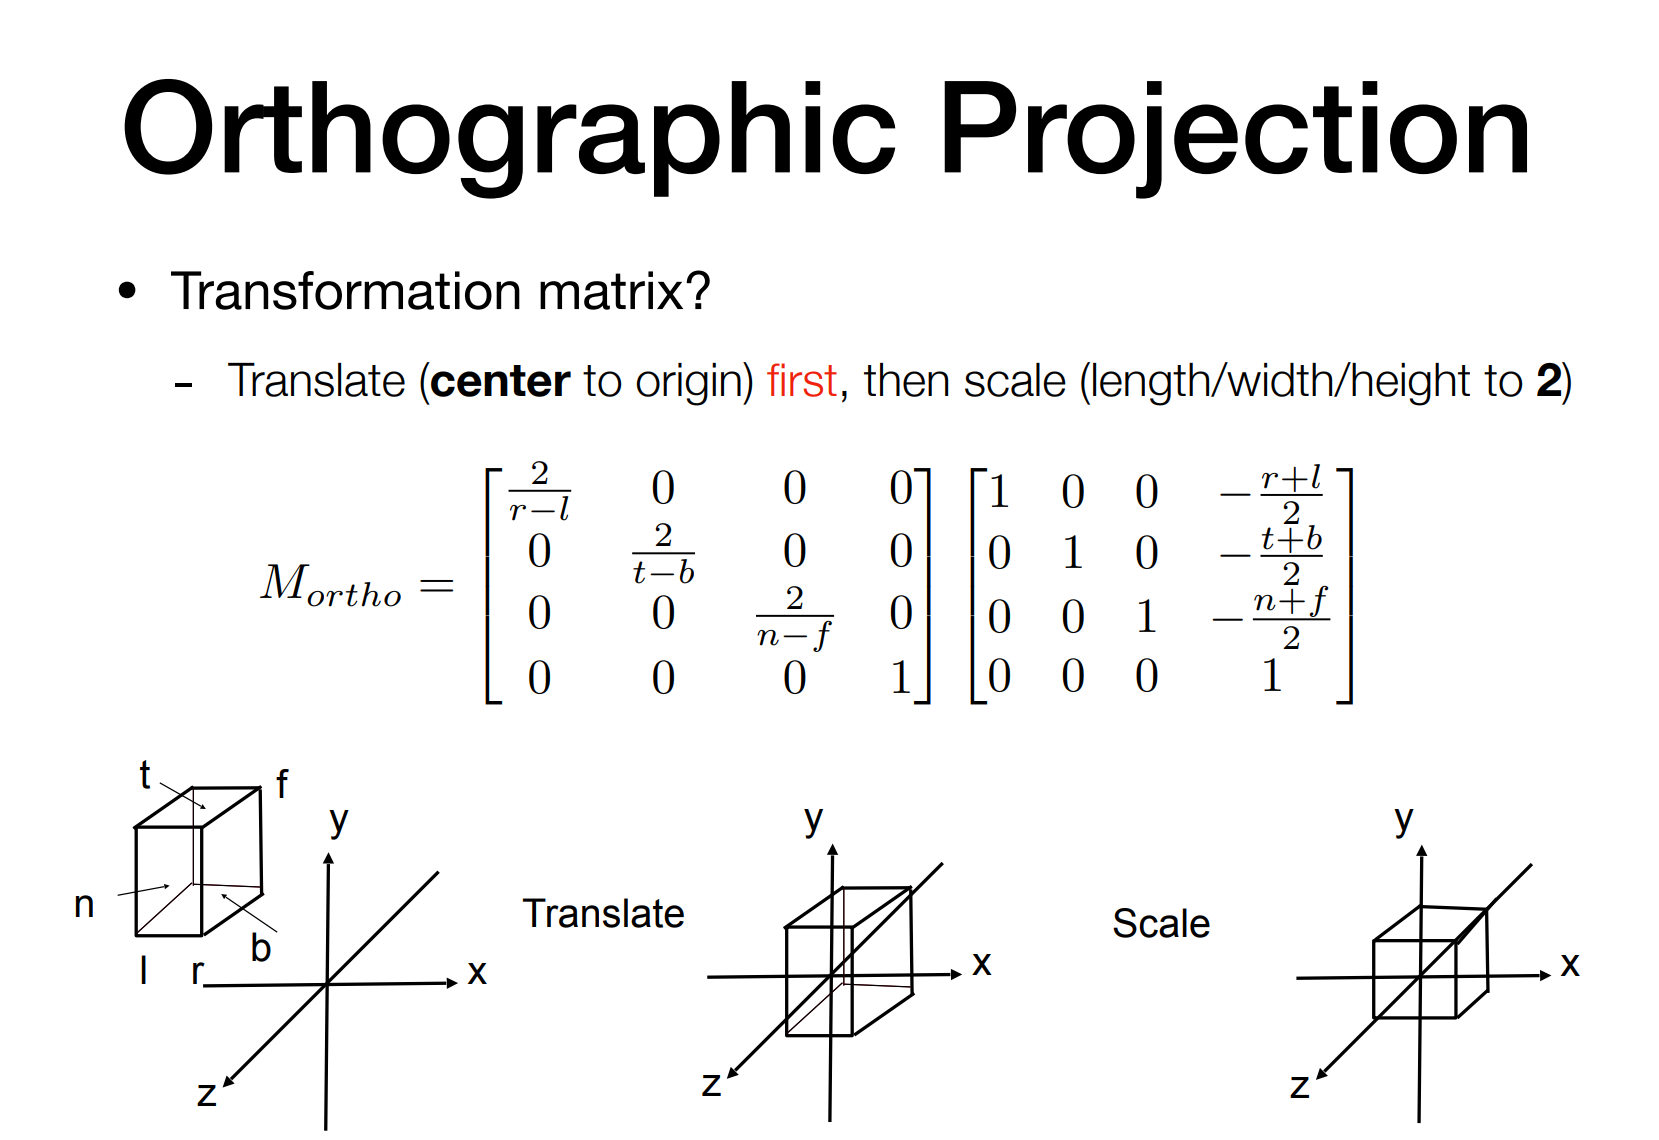 Orthographic Projection
• Transformation matrix?
- Translate (center to origin) first, then scale (length/width/height to 2)
M_{ortho} = \begin{bmatrix} \frac{2}{r-l} & 0 & 0 & 0 \\ 0 & \frac{2}{t-b} & 0 & 0 \\ 0 & 0 & \frac{2}{n-f} & 0 \\ 0 & 0 & 0 & 1 \end{bmatrix} \begin{bmatrix} 1 & 0 & 0 & -\frac{r+l}{2} \\ 0 & 1 & 0 & -\frac{t+b}{2} \\ 0 & 0 & 1 & -\frac{n+f}{2} \\ 0 & 0 & 0 & 1 \end{bmatrix}
t
f
n
b
l
r
y
x
z
Translate
y
x
z
Scale
y
x
z